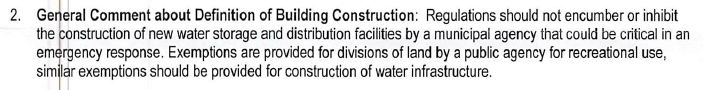 2. General Comment about Definition of Building Construction: Regulations should not encumber or inhibit
the construction of new water storage and distribution facilities by a municipal agency that could be critical in an
emergency response. Exemptions are provided for divisions of land by a public agency for recreational use,
similar exemptions should be provided for construction of water infrastructure.